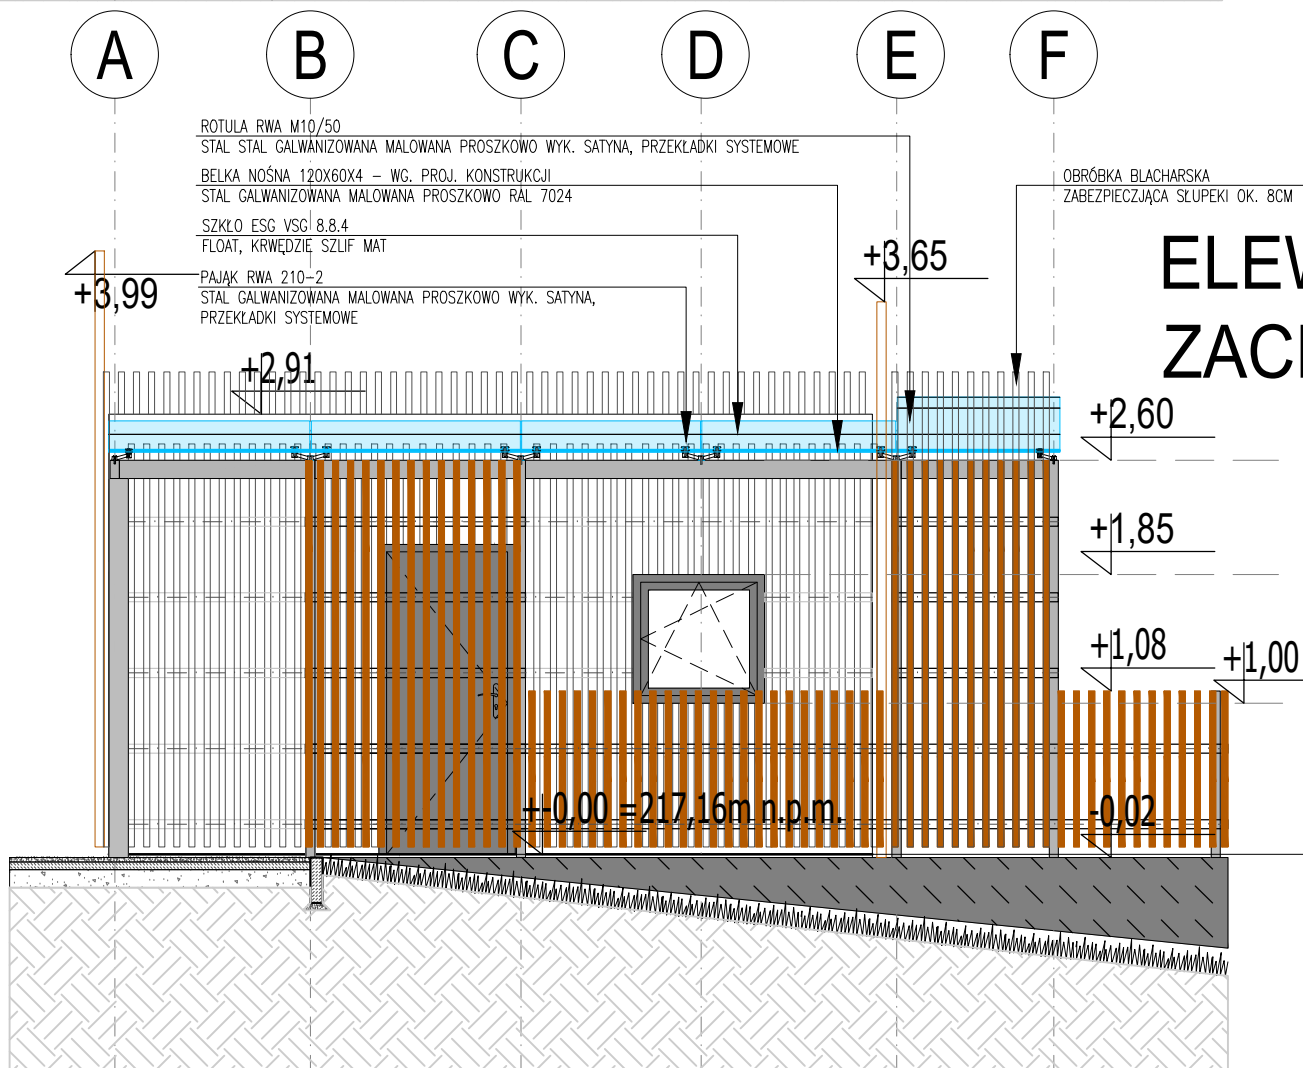 A B C D E F
ROTULA RWA M10/50
STAL STAL GALWANIZOWANA MALOWANA PROSZKOWO WYK. SATYNA, PRZEKŁADKI SYSTEMOWE
BELKA NOŚNA 120X60X4 – WG. PROJ. KONSTRUKCJI
STAL GALWANIZOWANA MALOWANA PROSZKOWO RAL 7024
OBRÓBKA BLACHARSKA
ZABEZPIECZJĄCA SŁUPEKI OK. 8CM
SZKŁO ESG VSG 8.8.4
FLOAT, KRWĘDZIE SZLIF MAT
PAJĄK RWA 210-2
STAL GALWANIZOWANA MALOWANA PROSZKOWO WYK. SATYNA,
PRZEKŁADKI SYSTEMOWE
+3,99
+3,65
+2,91
+2,60
+1,85
+1,08
+1,00
+-0,00 =217,16m n.p.m.
-0,02